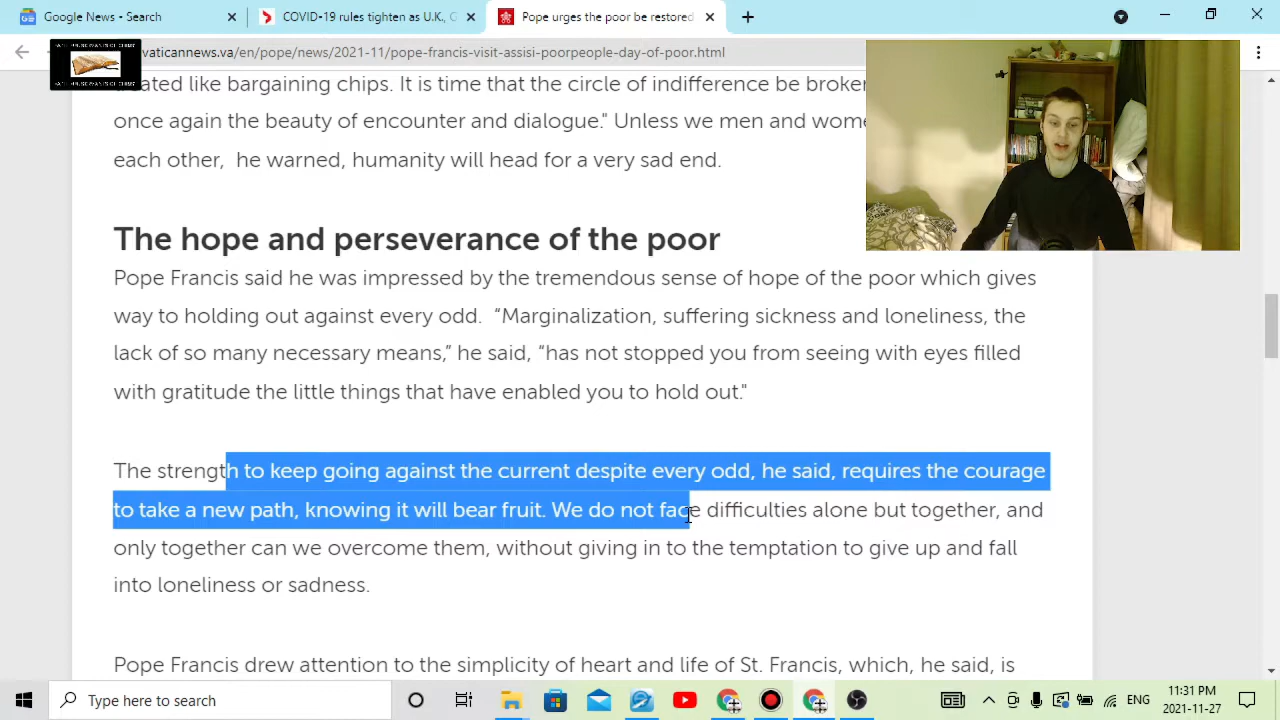 Google News - Search
COVID-19 rules tighten as U.K., G
Pope urges the poor be restored
vaticannews.va/en/pope/news/2021-11/pope-francis-visit-assisi-poorpeople-day-of-poor.html
treated like bargaining chips. It is time that the circle of indifference be broken
once again the beauty of encounter and dialogue." Unless we men and wome
each other, he warned, humanity will head for a very sad end.
The hope and perseverance of the poor
Pope Francis said he was impressed by the tremendous sense of hope of the poor which gives
way to holding out against every odd. “Marginalization, suffering sickness and loneliness, the
lack of so many necessary means,” he said, “has not stopped you from seeing with eyes filled
with gratitude the little things that have enabled you to hold out."
The strength to keep going against the current despite every odd, he said, requires the courage
to take a new path, knowing it will bear fruit. We do not face difficulties alone but together, and
only together can we overcome them, without giving in to the temptation to give up and fall
into loneliness or sadness.
Pope Francis drew attention to the simplicity of heart and life of St. Francis, which, he said, is
Type here to search
ENG
11:31 PM
2021-11-27